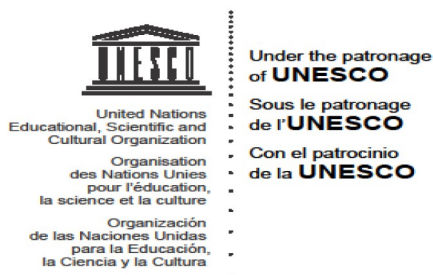 UNESCO
United Nations
Educational, Scientific and
Cultural Organization
Organisation
des Nations Unies
pour l'éducation,
la science et la culture
Organización
de las Naciones Unidas
para la Educación,
la Ciencia y la Cultura
Under the patronage
of UNESCO
Sous le patronage
de l'UNESCO
Con el patrocinio
de la UNESCO